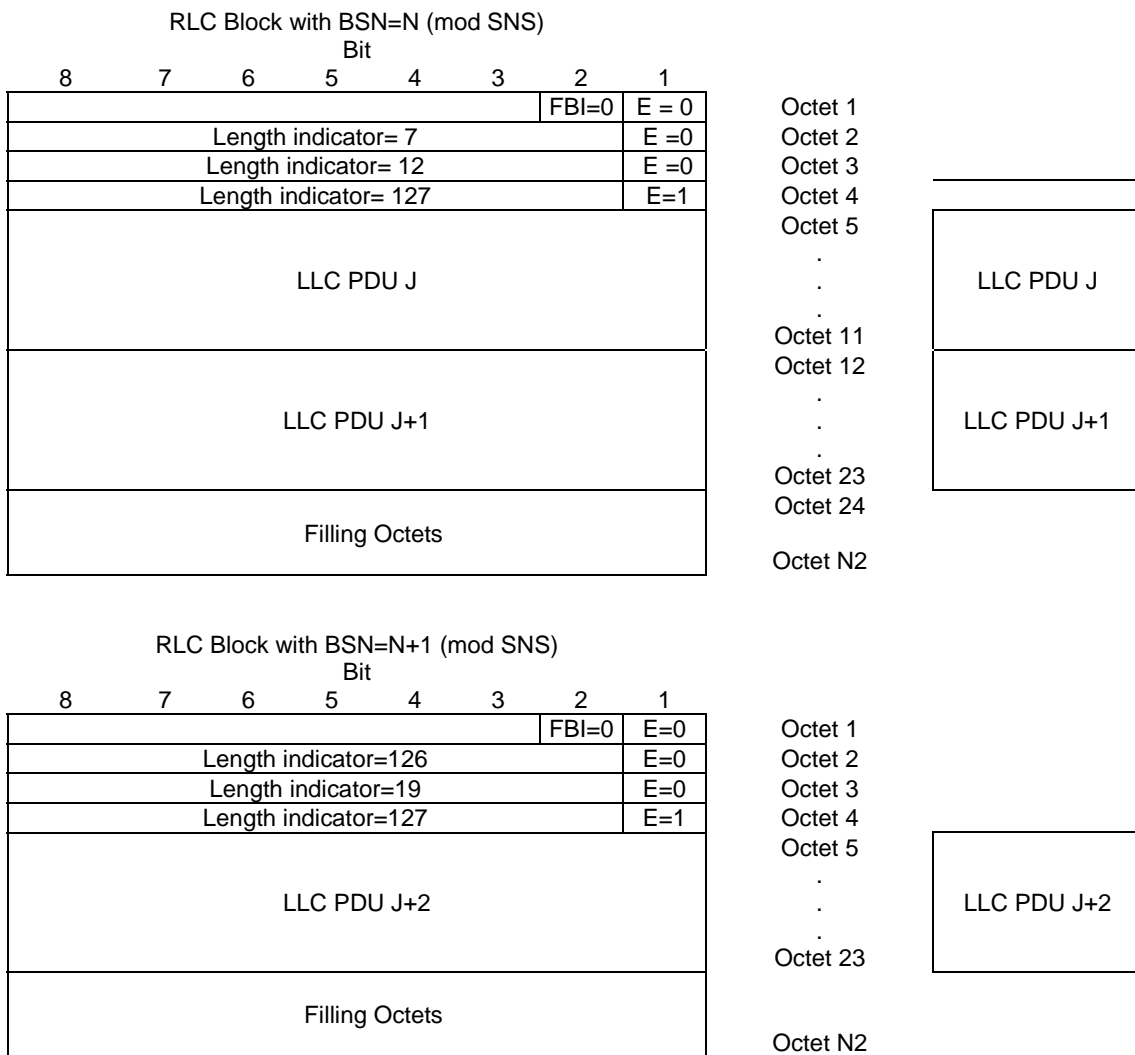 RLC Block with BSN=N (mod SNS)
Bit
8 7 6 5 4 3 2 1
FBI=0 E = 0 Octet 1
Length indicator= 7 E =0 Octet 2
Length indicator= 12 E =0 Octet 3
Length indicator= 127 E=1 Octet 4
Octet 5
.
LLC PDU J . LLC PDU J
.
Octet 11
Octet 12
.
LLC PDU J+1 . LLC PDU J+1
.
Octet 23
Octet 24
Filling Octets
Octet N2
RLC Block with BSN=N+1 (mod SNS)
Bit
8 7 6 5 4 3 2 1
FBI=0 E=0 Octet 1
Length indicator=126 E=0 Octet 2
Length indicator=19 E=0 Octet 3
Length indicator=127 E=1 Octet 4
Octet 5
.
LLC PDU J+2 . LLC PDU J+2
.
Octet 23
Filling Octets
Octet N2